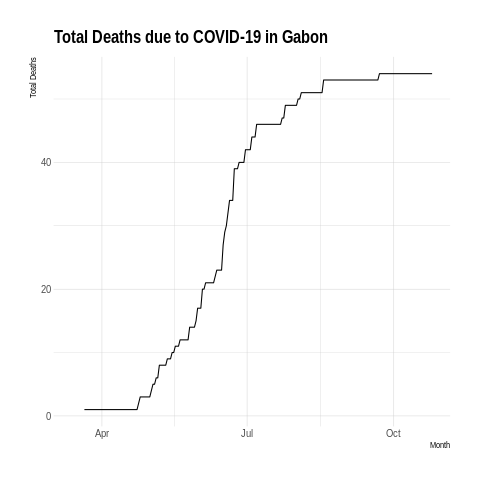 Total Deaths due to COVID-19 in Gabon
Total Deaths
40
20
0
Apr Jul Oct
Month